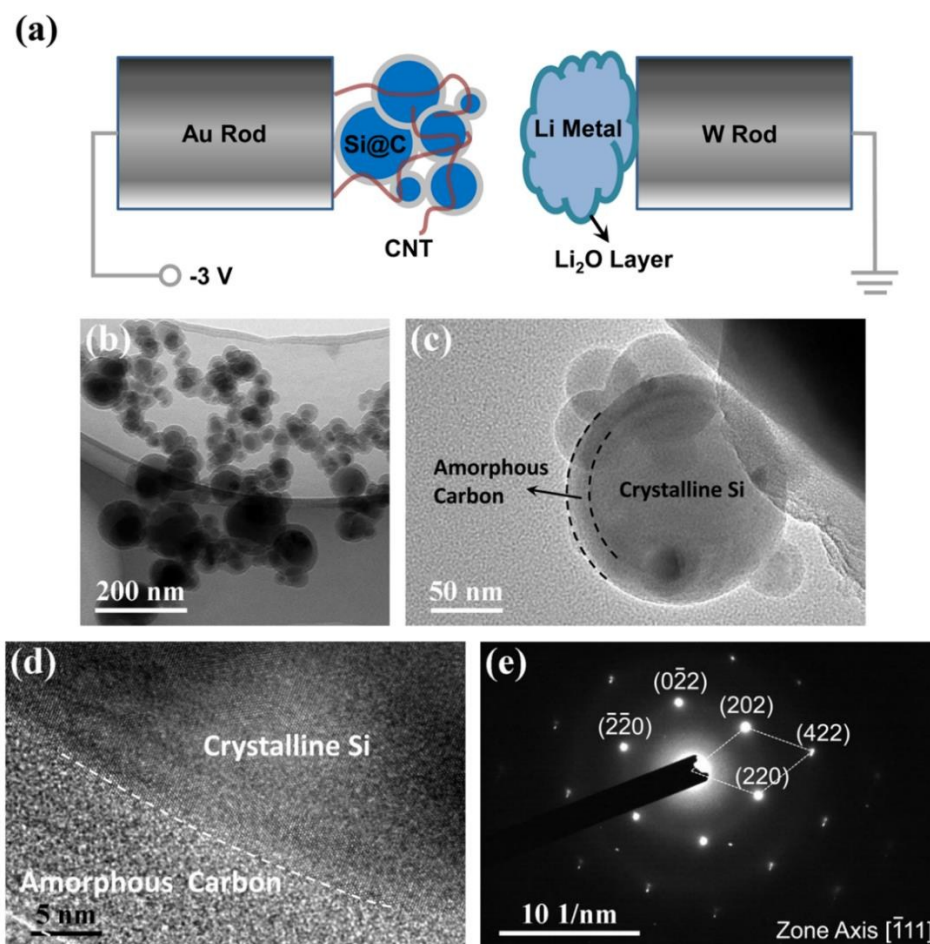 (a)
Au Rod
Si@C
Li Metal
W Rod
CNT
Li₂O Layer
-3 V
(b)
200 nm
(c)
Amorphous
Carbon
Crystalline Si
50 nm
(d)
Crystalline Si
Amorphous Carbon
5 nm
(e)
(02̅2)
(2̅2̅0)
(202)
(422)
(220)
10 1/nm
Zone Axis [1̅11]